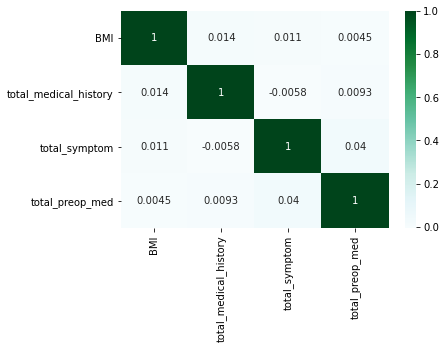 BMI 1 0.014 0.011 0.0045
total_medical_history 0.014 1 -0.0058 0.0093
total_symptom 0.011 -0.0058 1 0.04
total_preop_med 0.0045 0.0093 0.04 1
BMI
total_medical_history
total_symptom
total_preop_med
1.0
0.8
0.6
0.4
0.2
0.0